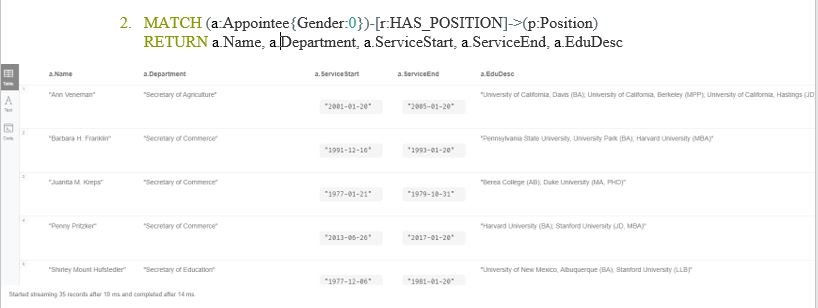 2. MATCH (a:Appointee{Gender:0})-[r:HAS_POSITION]->(p:Position)
RETURN a.Name, a.Department, a.ServiceStart, a.ServiceEnd, a.EduDesc
a.Name a.Department a.ServiceStart a.ServiceEnd a.EduDesc
Table
Text
Code
1 "Ann Veneman" "Secretary of Agriculture" "2001-01-20" "2005-01-20" "University of California, Davis (BA); University of California, Berkeley (MPP); University of California, Hastings (JD
2 "Barbara H. Franklin" "Secretary of Commerce" "1991-12-16" "1993-01-20" "Pennsylvania State University, University Park (BA); Harvard University (MBA)"
3 "Juanita M. Kreps" "Secretary of Commerce" "1977-01-21" "1979-10-31" "Berea College (AB); Duke University (MA, PHD)"
4 "Penny Pritzker" "Secretary of Commerce" "2013-06-26" "2017-01-20" "Harvard University (BA); Stanford University (JD, MBA)"
"Shirley Mount Hufstedler" "Secretary of Education" "1977-12-06" "1981-01-20" "University of New Mexico, Albuquerque (BA); Stanford University (LLB)"
Started streaming 35 records after 10 ms and completed after 14 ms.